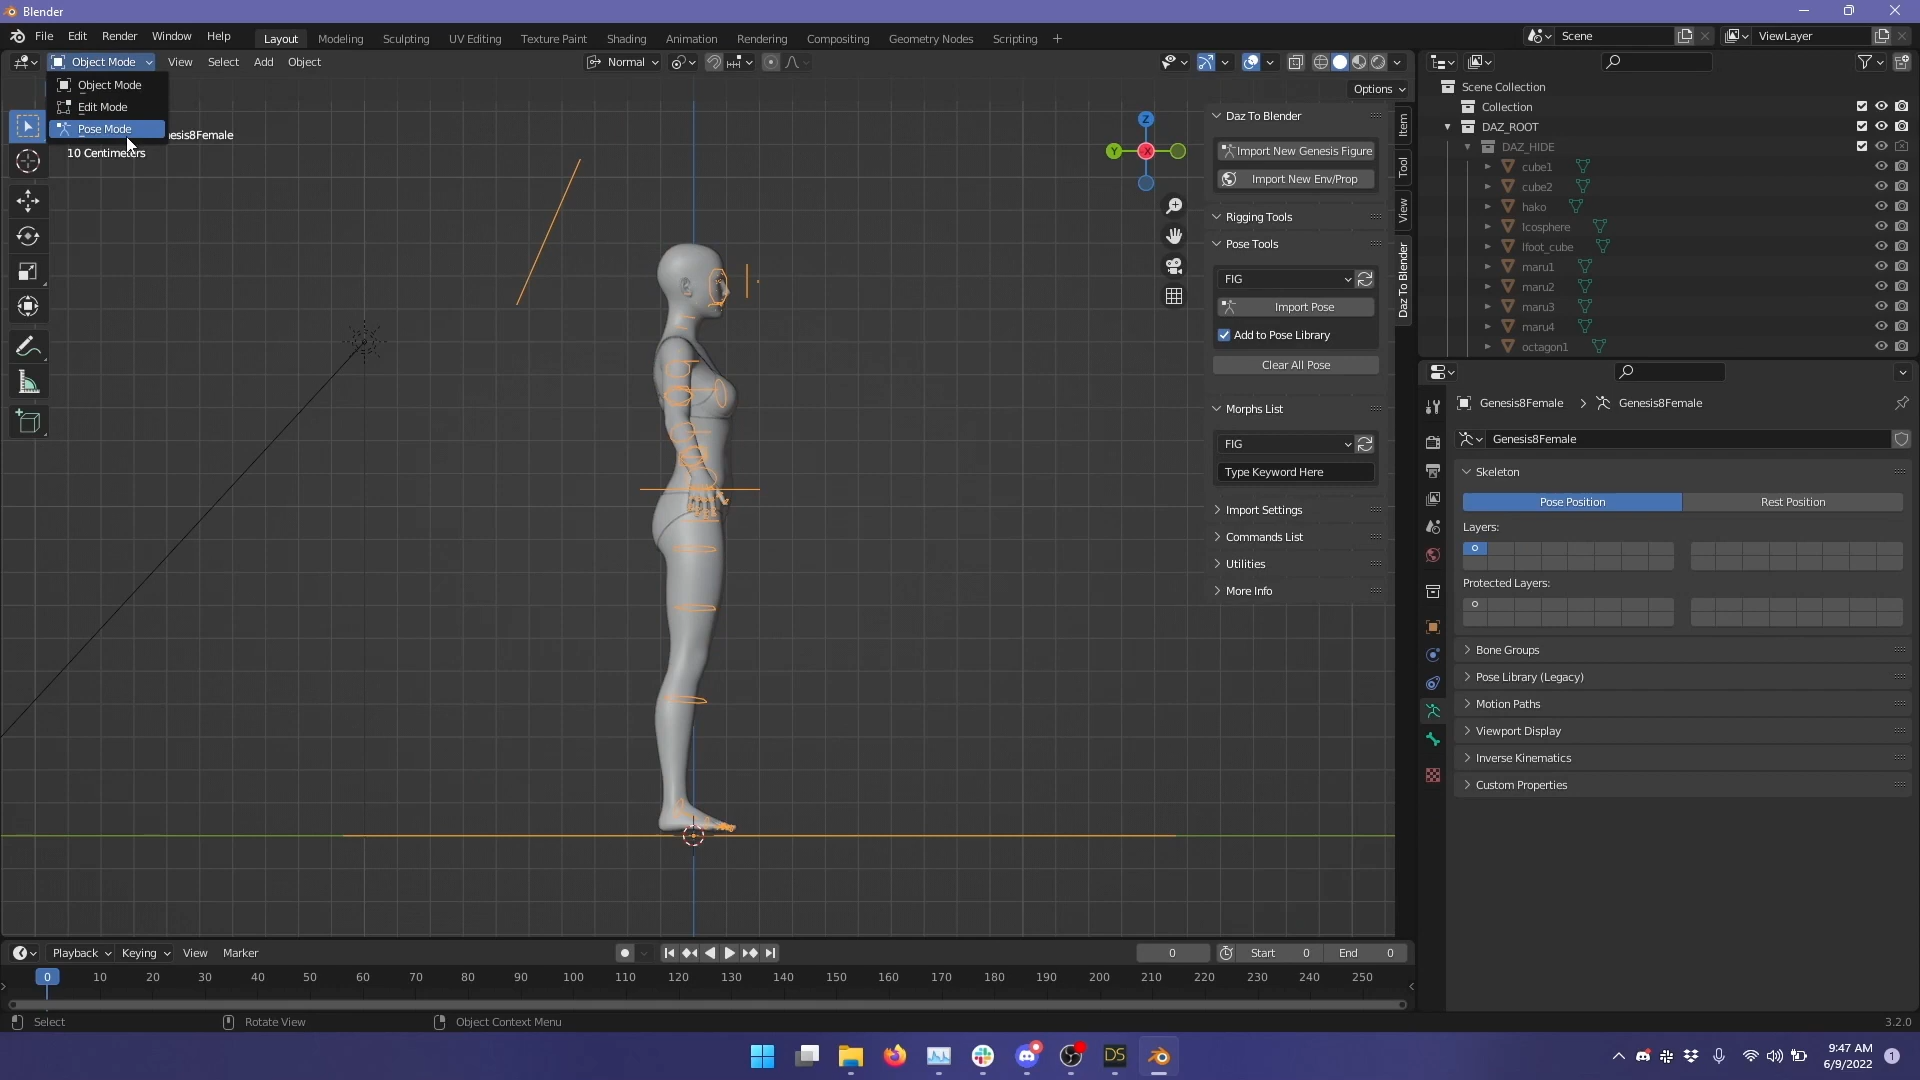 Blender
File Edit Render Window Help
Layout Modeling Sculpting UV Editing Texture Paint Shading Animation Rendering Compositing Geometry Nodes Scripting
Scene
ViewLayer
Object Mode View Select Add Object
Normal
Options
Object Mode
Edit Mode
Pose Mode
esis8Female
10 Centimeters
Z
Y
X
Daz To Blender
Import New Genesis Figure
Import New Env/Prop
Rigging Tools
Pose Tools
FIG
Import Pose
Add to Pose Library
Clear All Pose
Morphs List
FIG
Type Keyword Here
Import Settings
Commands List
Utilities
More Info
Item
Tool
View
Daz To Blender
Scene Collection
Collection
DAZ_ROOT
DAZ_HIDE
cube1
cube2
hako
Icosphere
lfoot_cube
maru1
maru2
maru3
maru4
octagon1
Genesis8Female Genesis8Female
Genesis8Female
Skeleton
Pose Position Rest Position
Layers:
Protected Layers:
Bone Groups
Pose Library (Legacy)
Motion Paths
Viewport Display
Inverse Kinematics
Custom Properties
Playback Keying View Marker
0 Start 0 End 0
0 10 20 30 40 50 60 70 80 90 100 110 120 130 140 150 160 170 180 190 200 210 220 230 240 250
Select Rotate View Object Context Menu
3.2.0
DS
9:47 AM
6/9/2022
1